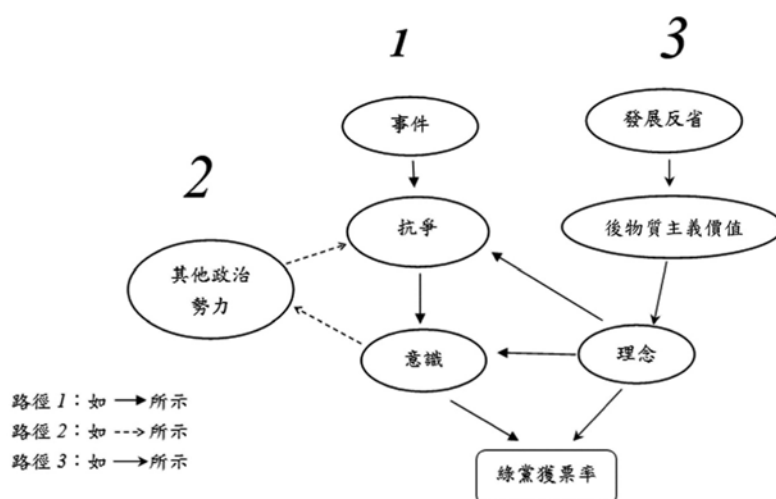 1
3
事件
發展反省
2
抗爭
後物質主義價值
其他政治
勢力
意識
理念
路徑 1：如 → 所示
路徑 2：如 ---> 所示
路徑 3：如 → 所示
綠黨獲票率